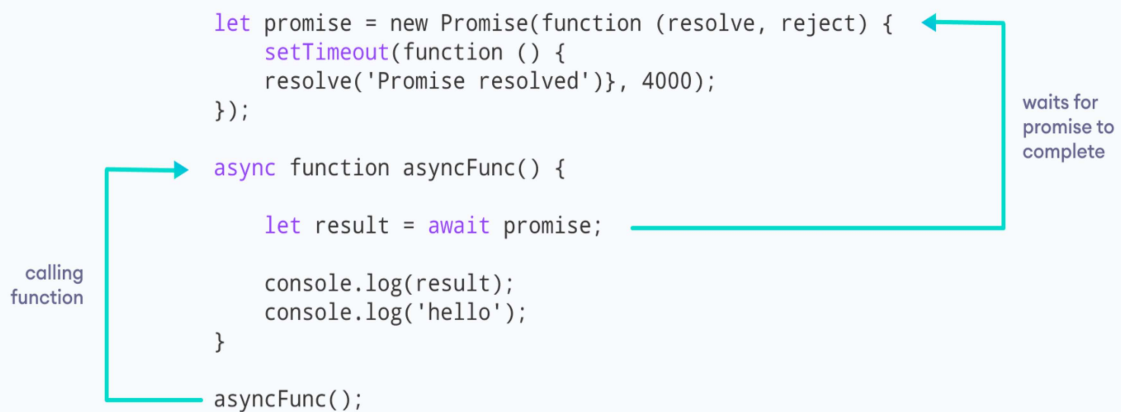 let promise = new Promise(function (resolve, reject) {
setTimeout(function () {
resolve('Promise resolved')}, 4000);
});
waits for
promise to
complete
async function asyncFunc() {
let result = await promise;
calling
function
console.log(result);
console.log('hello');
}
asyncFunc();